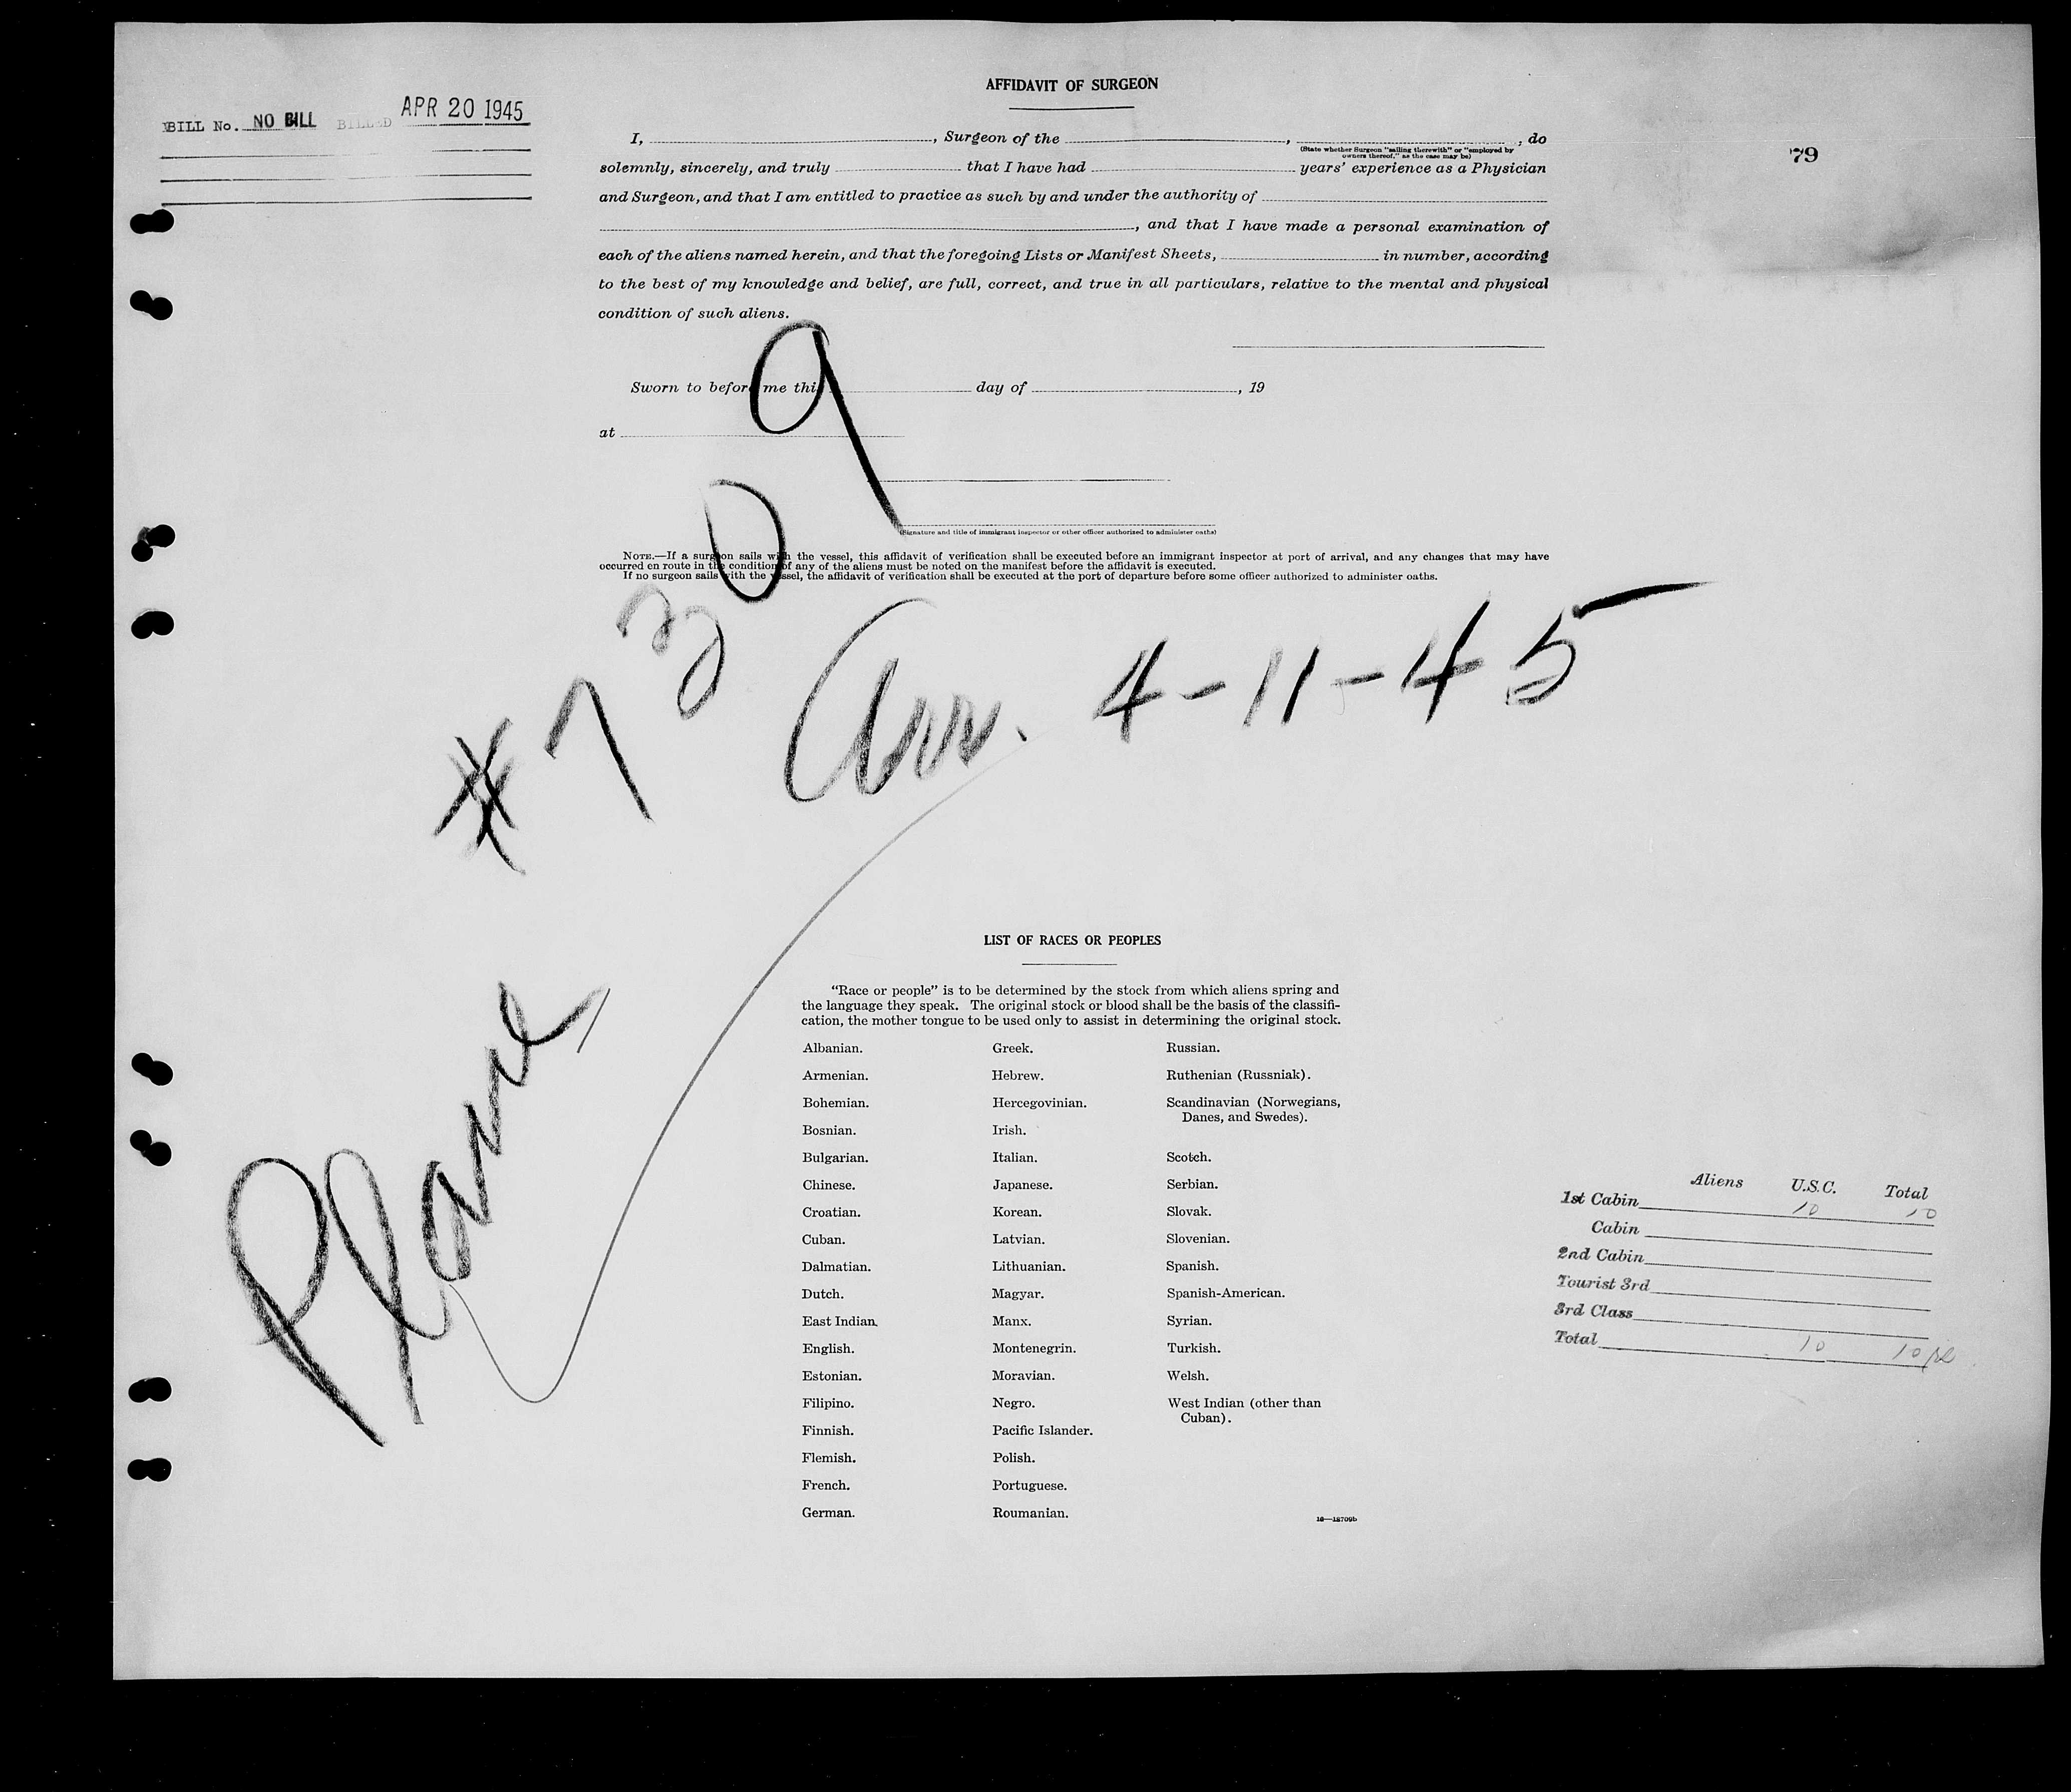 AFFIDAVIT OF SURGEON
BILL No. NO BILL BILLED APR 20 1945
79
I, , Surgeon of the , , do
(State whether Surgeon "sailing therewith" or "employed by
owners thereof," as the case may be)
solemnly, sincerely, and truly that I have had years' experience as a Physician
and Surgeon, and that I am entitled to practice as such by and under the authority of
, and that I have made a personal examination of
each of the aliens named herein, and that the foregoing Lists or Manifest Sheets, in number, according
to the best of my knowledge and belief, are full, correct, and true in all particulars, relative to the mental and physical
condition of such aliens.
Sworn to before me this day of , 19
at
(Signature and title of immigrant inspector or other officer authorized to administer oaths)
NOTE.—If a surgeon sails with the vessel, this affidavit of verification shall be executed before an immigrant inspector at port of arrival, and any changes that may have
occurred en route in the condition of any of the aliens must be noted on the manifest before the affidavit is executed.
If no surgeon sails with the vessel, the affidavit of verification shall be executed at the port of departure before some officer authorized to administer oaths.
Plane #7309
Arr. 4-11-45
LIST OF RACES OR PEOPLES
"Race or people" is to be determined by the stock from which aliens spring and
the language they speak. The original stock or blood shall be the basis of the classifi-
cation, the mother tongue to be used only to assist in determining the original stock.
Albanian.
Armenian.
Bohemian.
Bosnian.
Bulgarian.
Chinese.
Croatian.
Cuban.
Dalmatian.
Dutch.
East Indian.
English.
Estonian.
Filipino.
Finnish.
Flemish.
French.
German.
Greek.
Hebrew.
Hercegovinian.
Irish.
Italian.
Japanese.
Korean.
Latvian.
Lithuanian.
Magyar.
Manx.
Montenegrin.
Moravian.
Negro.
Pacific Islander.
Polish.
Portuguese.
Roumanian.
Russian.
Ruthenian (Russniak).
Scandinavian (Norwegians,
Danes, and Swedes).
Scotch.
Serbian.
Slovak.
Slovenian.
Spanish.
Spanish-American.
Syrian.
Turkish.
Welsh.
West Indian (other than
Cuban).
16—18709b
Aliens U.S.C. Total
1st Cabin 10 10
Cabin
2nd Cabin
Tourist 3rd
3rd Class
Total 10 10